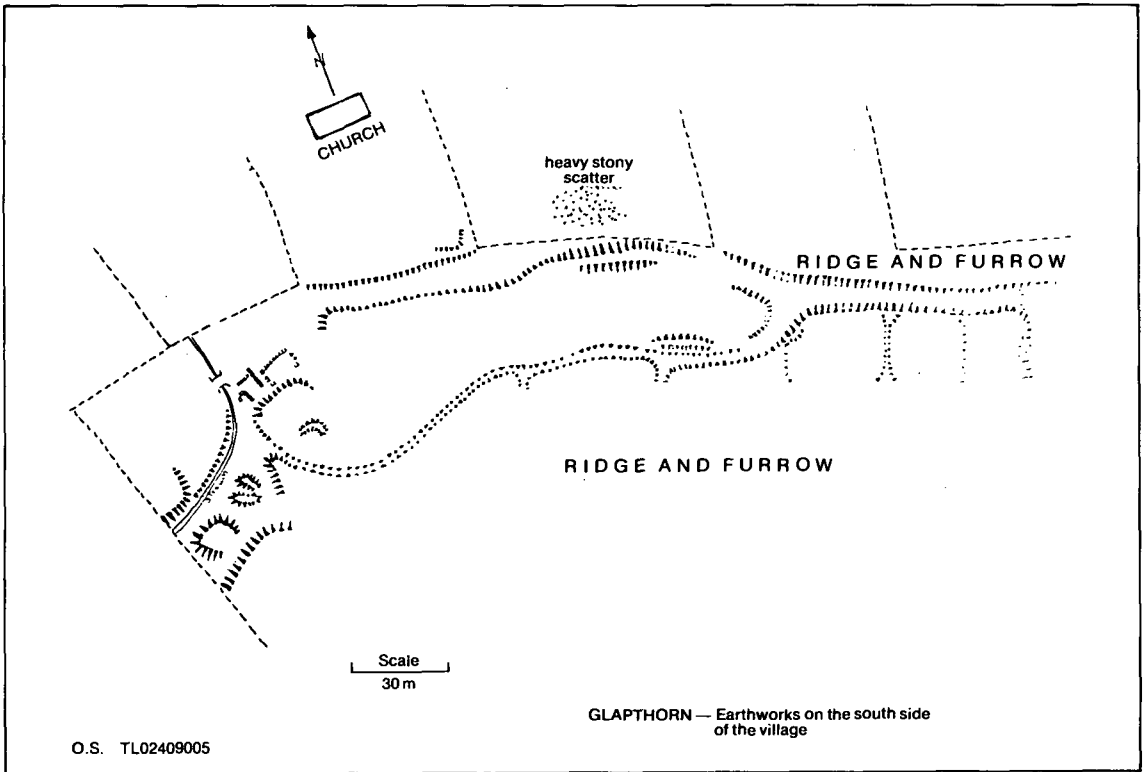 N
CHURCH
heavy stony
scatter
RIDGE AND FURROW
RIDGE AND FURROW
Scale
30 m
GLAPTHORN — Earthworks on the south side
of the village
O.S. TL02409005